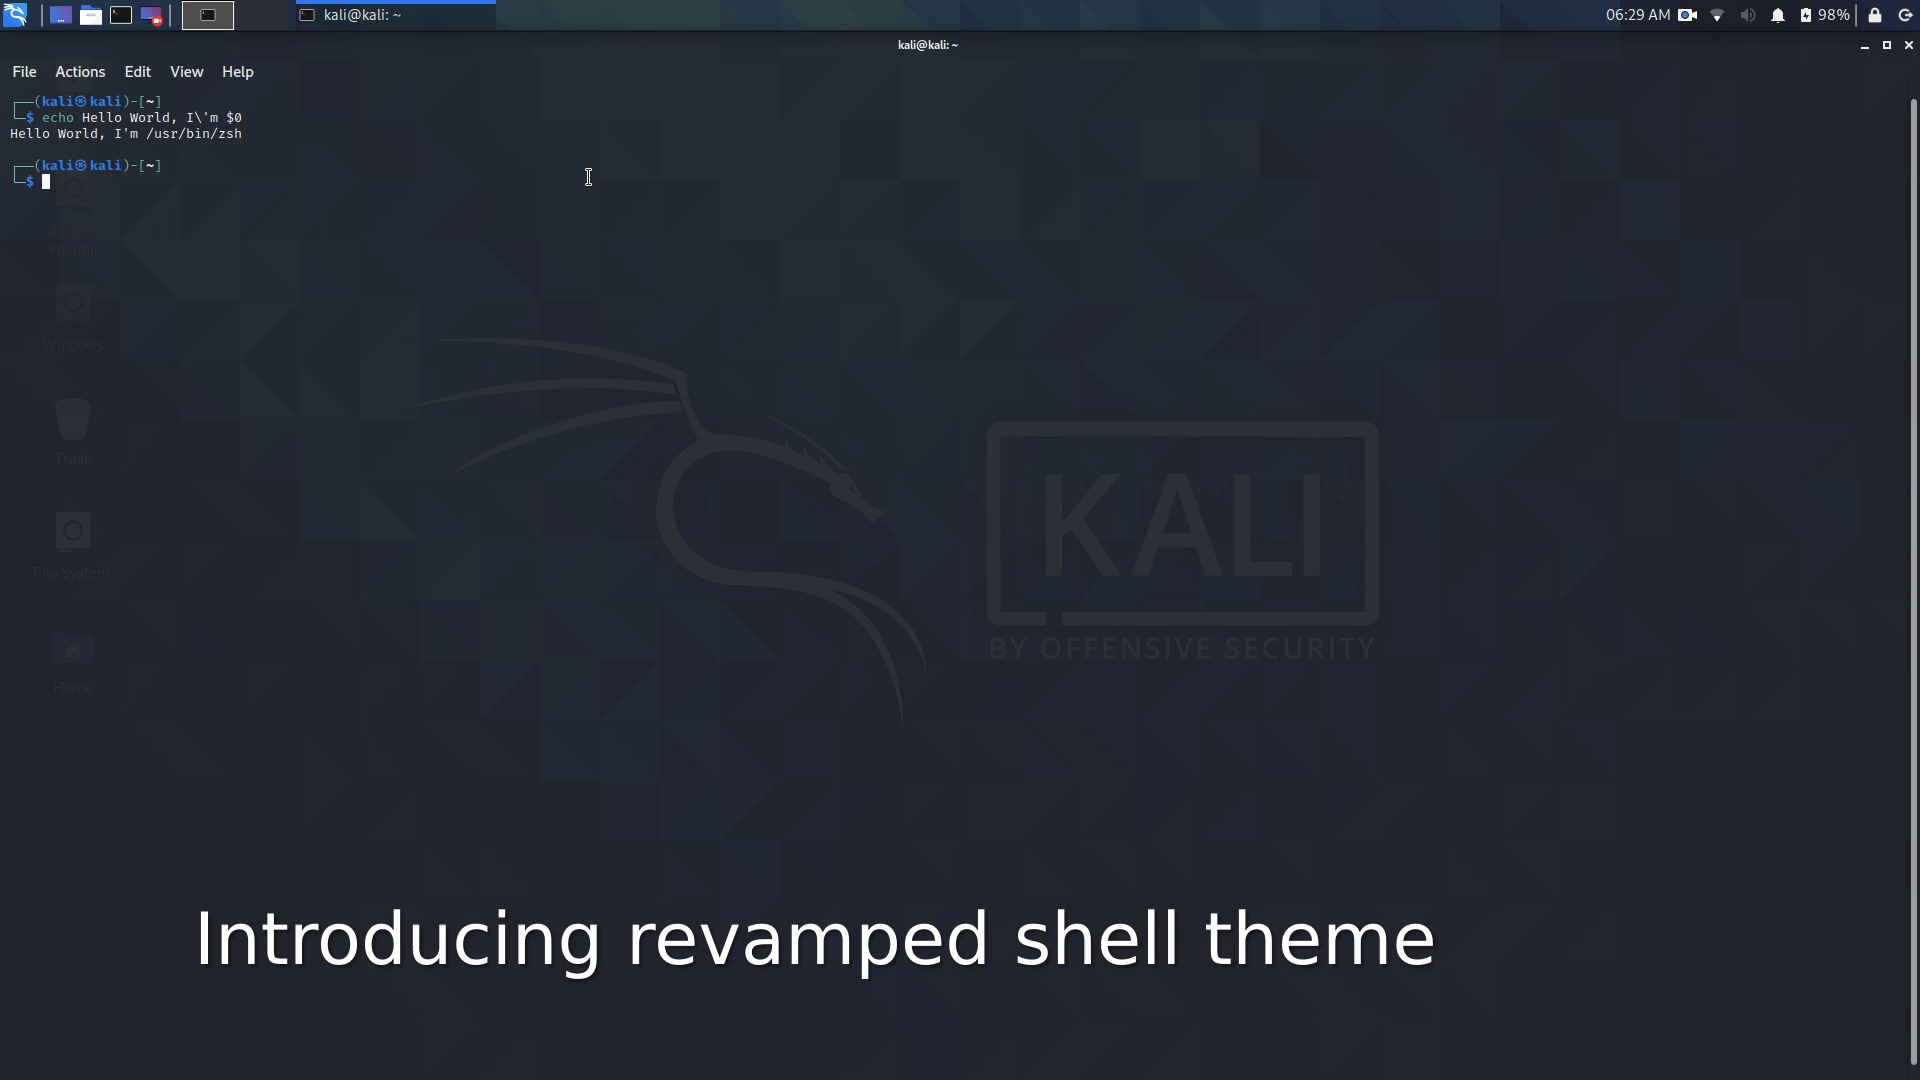 kali@kali: ~
06:29 AM
98%
kali@kali: ~
File Actions Edit View Help
┌──(kali㉿kali)-[~]
└─$ echo Hello World, I\'m $0
Hello World, I'm /usr/bin/zsh
┌──(kali㉿kali)-[~]
└─$
235 GB
Volume
Windows
Trash
File System
Home
KALI
BY OFFENSIVE SECURITY
Introducing revamped shell theme